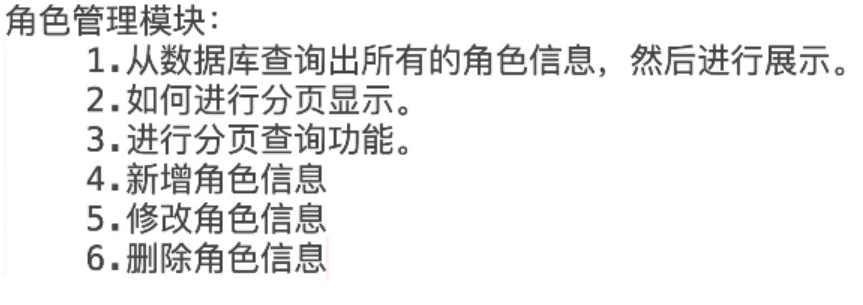 角色管理模块：
1.从数据库查询出所有的角色信息，然后进行展示。
2.如何进行分页显示。
3.进行分页查询功能。
4.新增角色信息
5.修改角色信息
6.删除角色信息